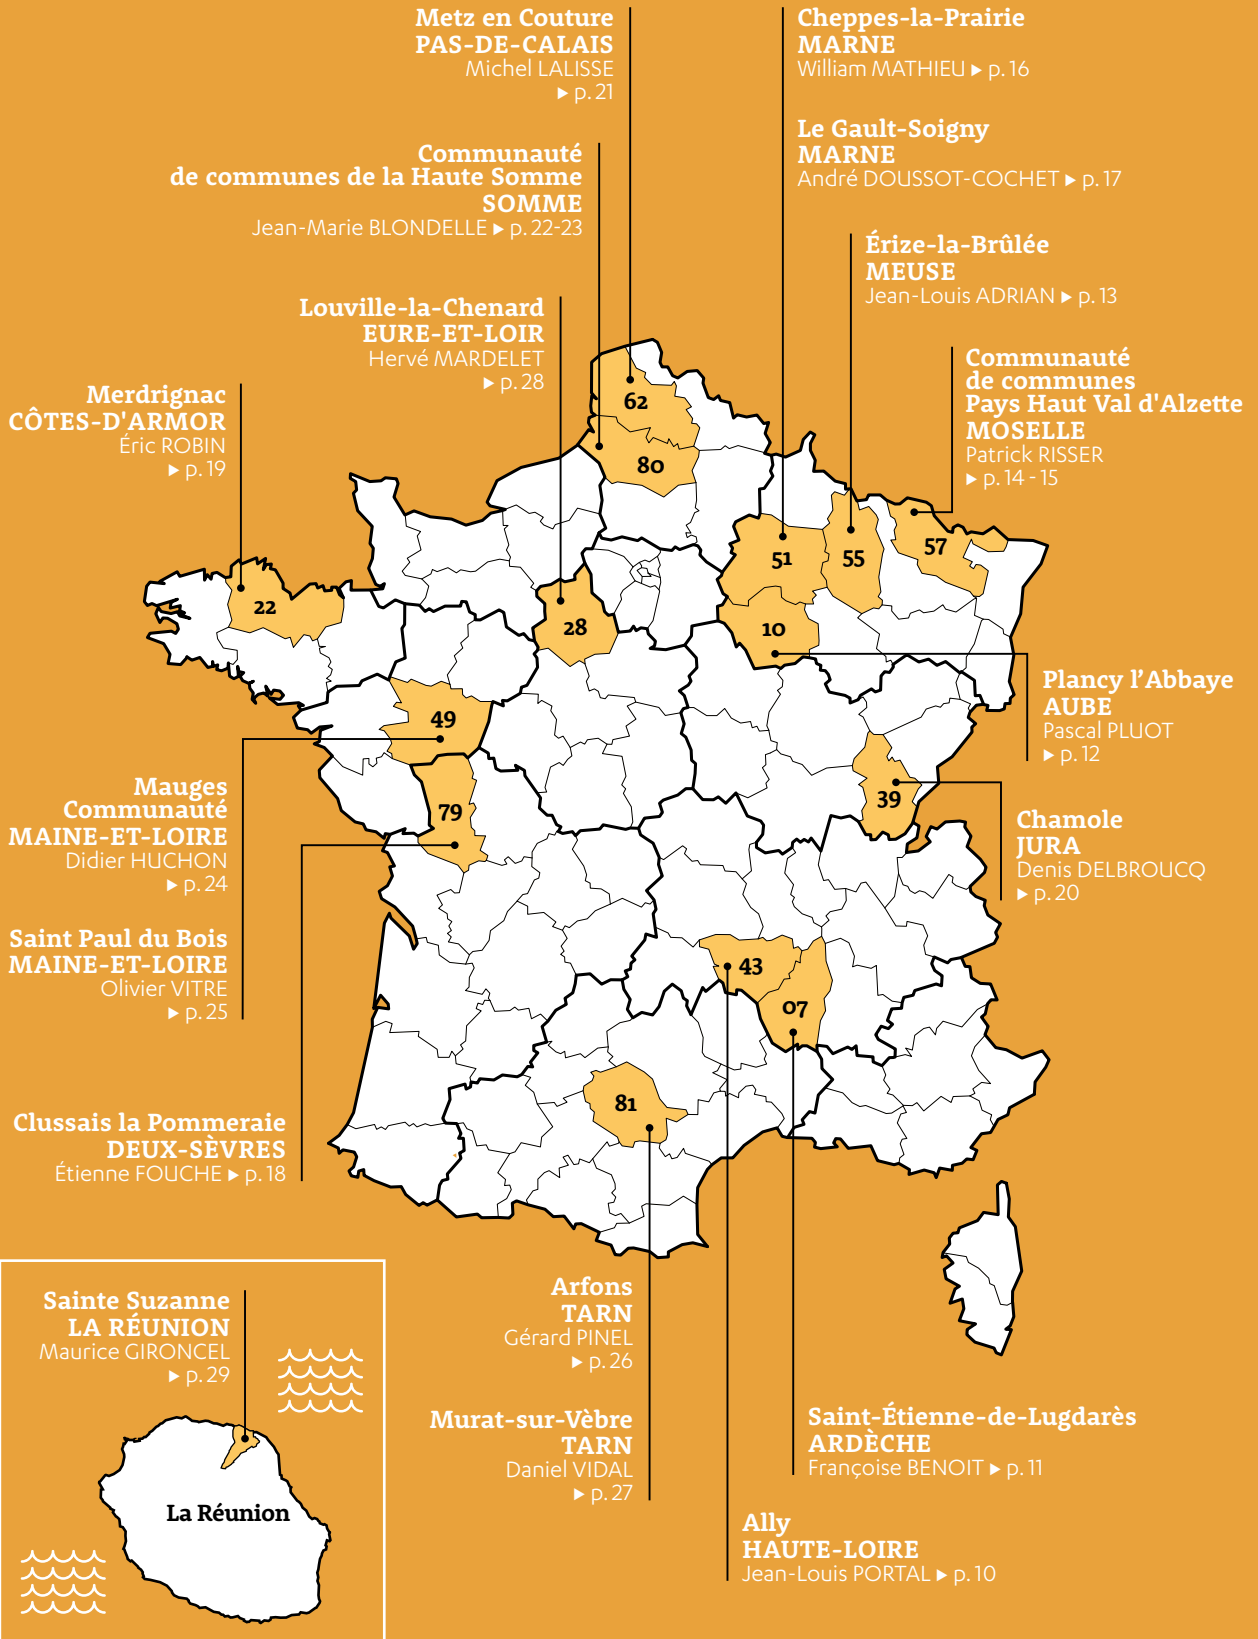 Metz en Couture
PAS-DE-CALAIS
Michel LALISSE
▶ p. 21
Cheppes-la-Prairie
MARNE
William MATHIEU ▶ p. 16
Le Gault-Soigny
MARNE
André DOUSSOT-COCHET ▶ p. 17
Communauté
de communes de la Haute Somme
SOMME
Jean-Marie BLONDELLE ▶ p. 22-23
Érize-la-Brûlée
MEUSE
Jean-Louis ADRIAN ▶ p. 13
Louville-la-Chenard
EURE-ET-LOIR
Hervé MARDELET
▶ p. 28
Communauté
de communes
Pays Haut Val d'Alzette
MOSELLE
Patrick RISSER
▶ p. 14 - 15
Merdrignac
CÔTES-D'ARMOR
Éric ROBIN
▶ p. 19
62
80
51
55
57
22
28
10
49
79
39
43
07
81
Plancy l’Abbaye
AUBE
Pascal PLUOT
▶ p. 12
Mauges
Communauté
MAINE-ET-LOIRE
Didier HUCHON
▶ p. 24
Chamole
JURA
Denis DELBROUCQ
▶ p. 20
Saint Paul du Bois
MAINE-ET-LOIRE
Olivier VITRE
▶ p. 25
Clussais la Pommeraie
DEUX-SÈVRES
Étienne FOUCHE ▶ p. 18
Sainte Suzanne
LA RÉUNION
Maurice GIRONCEL
▶ p. 29
La Réunion
Arfons
TARN
Gérard PINEL
▶ p. 26
Murat-sur-Vèbre
TARN
Daniel VIDAL
▶ p. 27
Saint-Étienne-de-Lugdarès
ARDÈCHE
Françoise BENOIT ▶ p. 11
Ally
HAUTE-LOIRE
Jean-Louis PORTAL ▶ p. 10